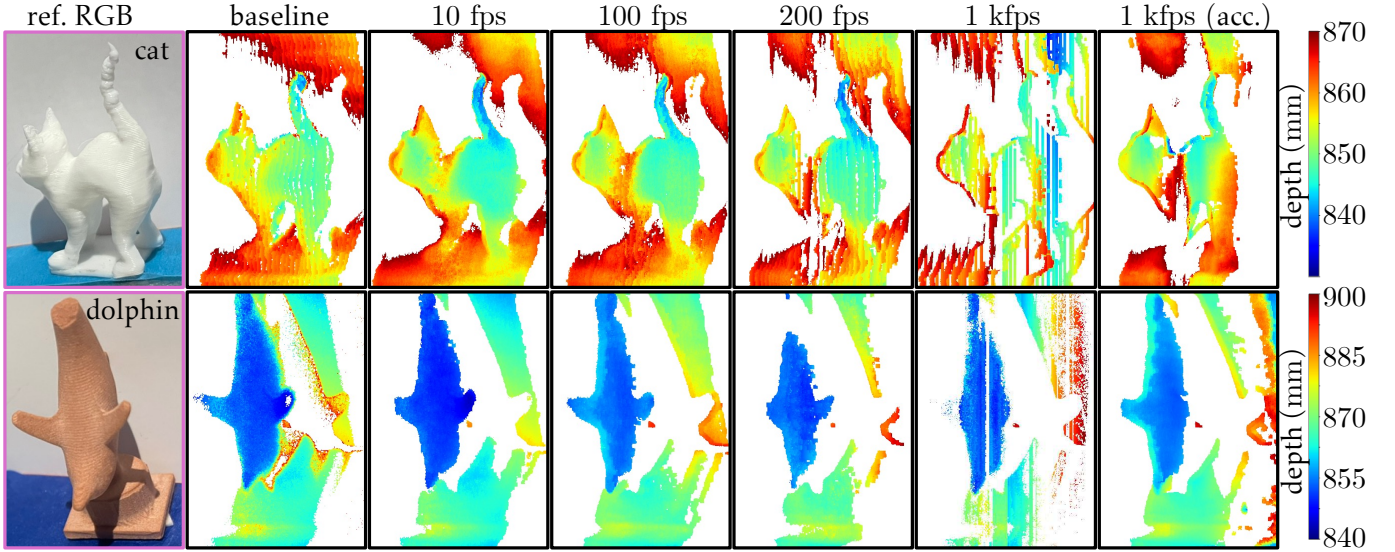 ref. RGB baseline 10 fps 100 fps 200 fps 1 kfps 1 kfps (acc.)
cat
870
860
850
840
depth (mm)
dolphin
900
885
870
855
840
depth (mm)